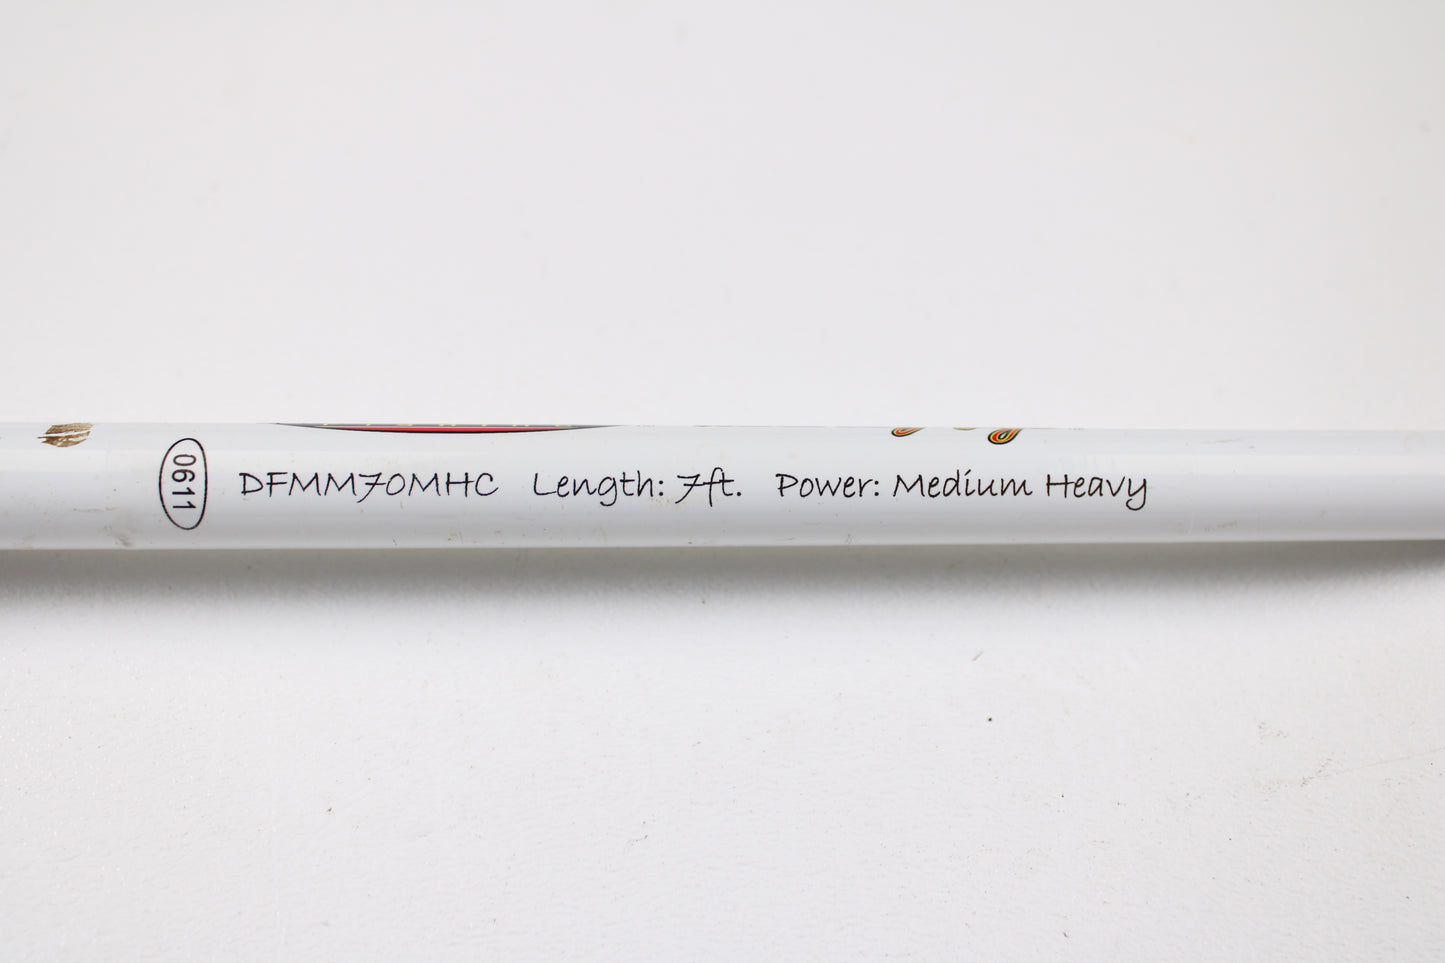 0611
DFMM70MHC Length: 7ft. Power: Medium Heavy